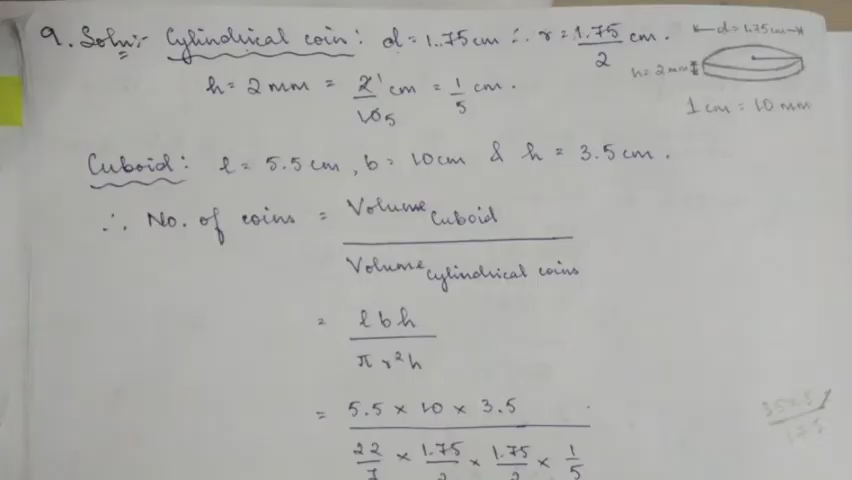 9. Soln:- Cylindrical coin: d = 1.75 cm ∴ r = 1.75/2 cm.
d = 1.75 cm
h = 2 mm
1 cm = 10 mm
h = 2 mm = 2/10 cm = 1/5 cm.
Cuboid: l = 5.5 cm, b = 10 cm & h = 3.5 cm.
∴ No. of coins = Volume Cuboid
Volume Cylindrical coins
= l b h
π r²h
= 5.5 × 10 × 3.5
22/7 × 1.75/2 × 1.75/2 × 1/5